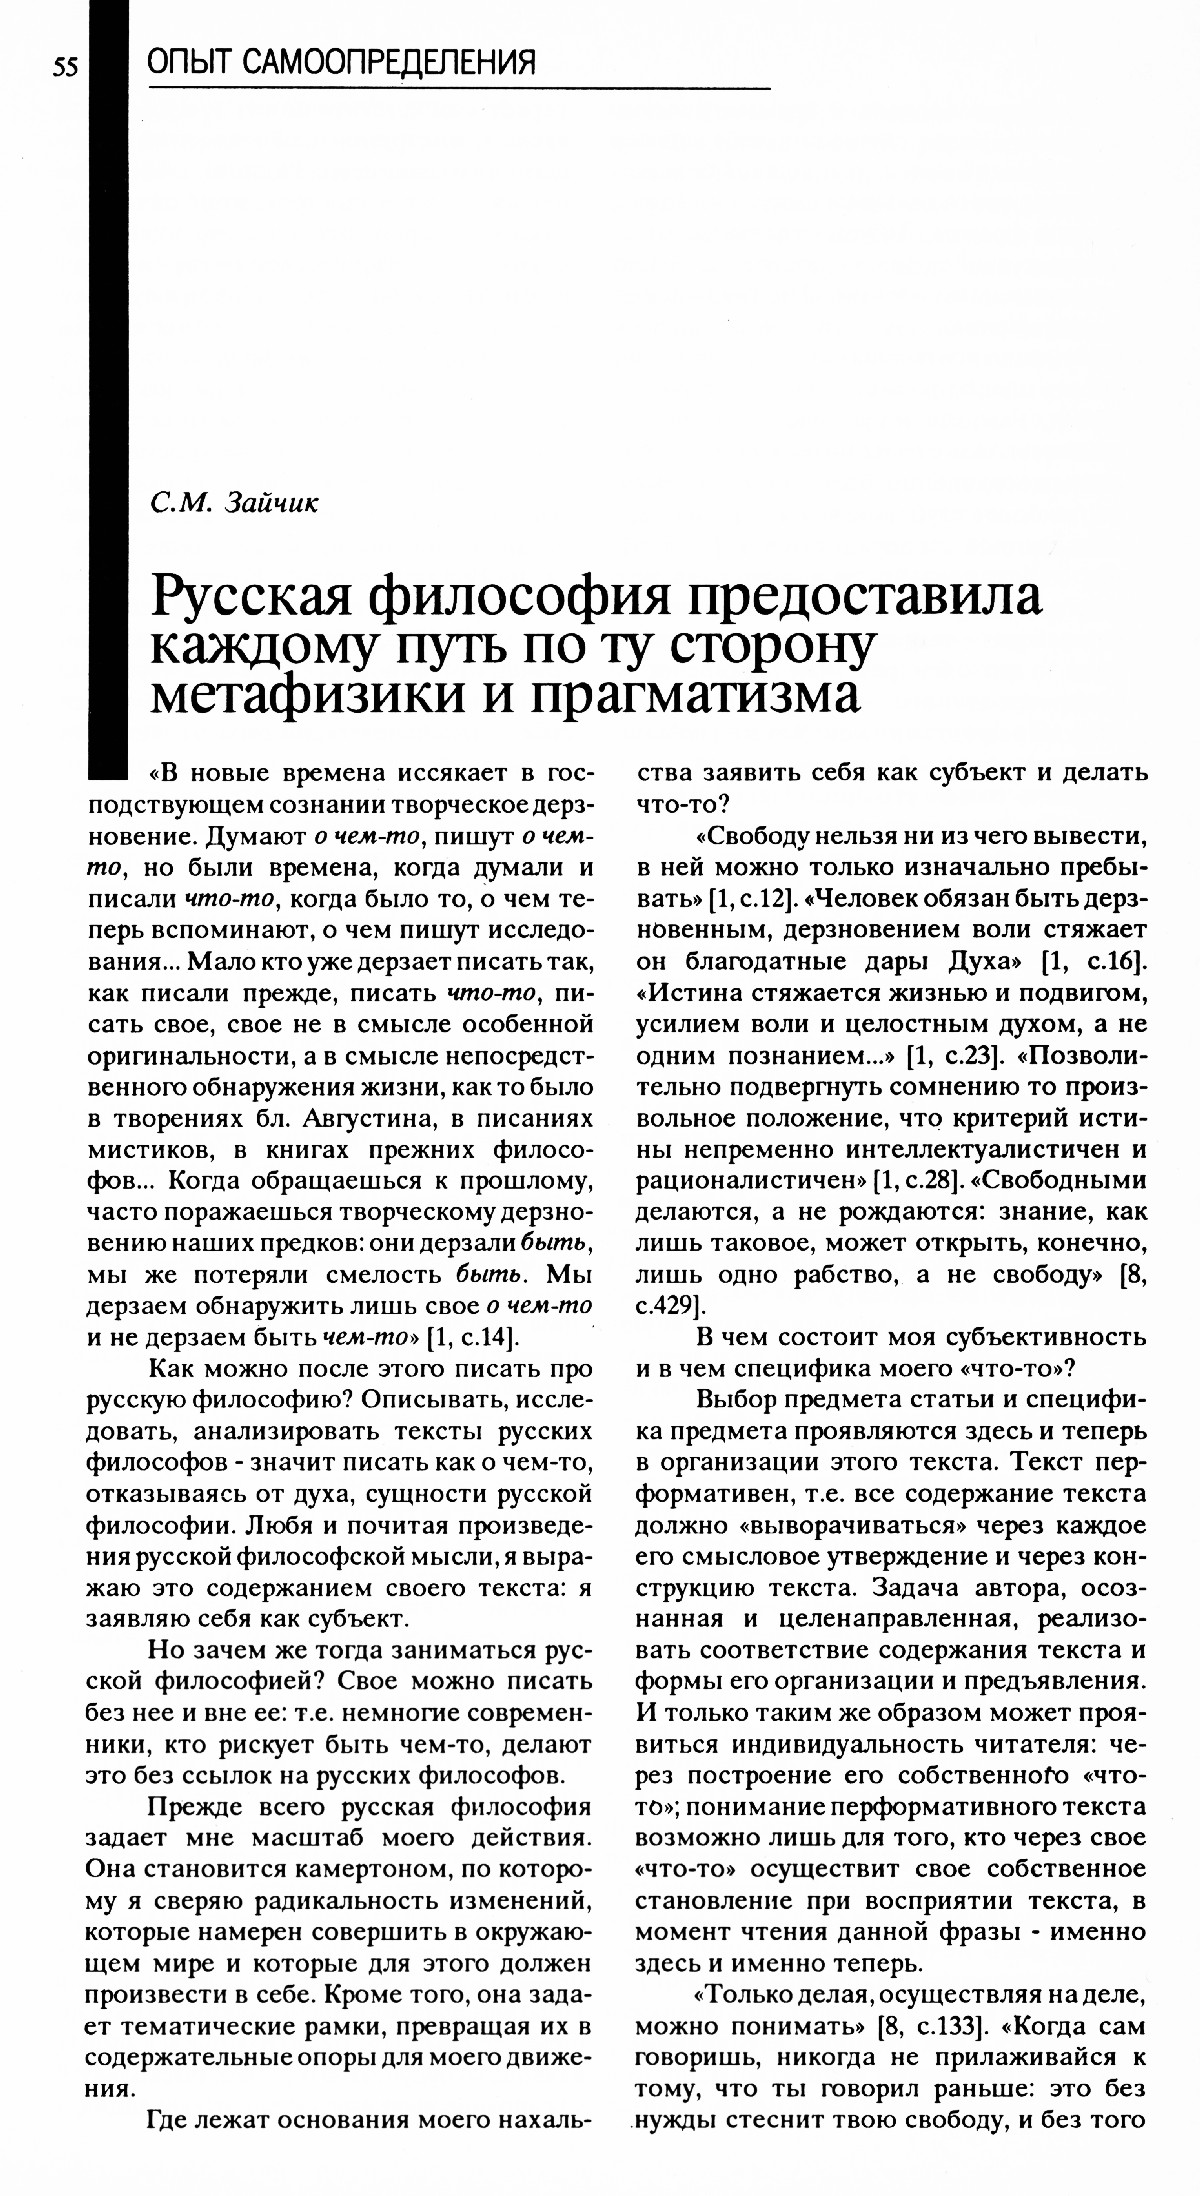 55
ОПЫТ САМООПРЕДЕЛЕНИЯ
С.М. Зайчик
Русская философия предоставила
каждому путь по ту сторону
метафизики и прагматизма
«В новые времена иссякает в гос-
подствующем сознании творческое дерз-
новение. Думают о чем-то, пишут о чем-
то, но были времена, когда думали и
писали что-то, когда было то, о чем те-
перь вспоминают, о чем пишут исследо-
вания... Мало кто уже дерзает писать так,
как писали прежде, писать что-то, пи-
сать свое, свое не в смысле особенной
оригинальности, а в смысле непосредст-
венного обнаружения жизни, как то было
в творениях бл. Августина, в писаниях
мистиков, в книгах прежних филосо-
фов... Когда обращаешься к прошлому,
часто поражаешься творческому дерзно-
вению наших предков: они дерзали быть,
мы же потеряли смелость быть. Мы
дерзаем обнаружить лишь свое о чем-то
и не дерзаем быть чем-то» [1, с.14].
Как можно после этого писать про
русскую философию? Описывать, иссле-
довать, анализировать тексты русских
философов - значит писать как о чем-то,
отказываясь от духа, сущности русской
философии. Любя и почитая произведе-
ния русской философской мысли, я выра-
жаю это содержанием своего текста: я
заявляю себя как субъект.
Но зачем же тогда заниматься рус-
ской философией? Свое можно писать
без нее и вне ее: т.е. немногие современ-
ники, кто рискует быть чем-то, делают
это без ссылок на русских философов.
Прежде всего русская философия
задает мне масштаб моего действия.
Она становится камертоном, по которо-
му я сверяю радикальность изменений,
которые намерен совершить в окружаю-
щем мире и которые для этого должен
произвести в себе. Кроме того, она зада-
ет тематические рамки, превращая их в
содержательные опоры для моего движе-
ния.
Где лежат основания моего нахаль-
ства заявить себя как субъект и делать
что-то?
«Свободу нельзя ни из чего вывести,
в ней можно только изначально пребы-
вать» [1, с.12]. «Человек обязан быть дерз-
новенным, дерзновением воли стяжает
он благодатные дары Духа» [1, с.16].
«Истина стяжается жизнью и подвигом,
усилием воли и целостным духом, а не
одним познанием...» [1, с.23]. «Позволи-
тельно подвергнуть сомнению то произ-
вольное положение, что критерий исти-
ны непременно интеллектуалистичен и
рационалистичен» [1, с.28]. «Свободными
делаются, а не рождаются: знание, как
лишь таковое, может открыть, конечно,
лишь одно рабство, а не свободу» [8,
с.429].
В чем состоит моя субъективность
и в чем специфика моего «что-то»?
Выбор предмета статьи и специфи-
ка предмета проявляются здесь и теперь
в организации этого текста. Текст пер-
формативен, т.е. все содержание текста
должно «выворачиваться» через каждое
его смысловое утверждение и через кон-
струкцию текста. Задача автора, осоз-
нанная и целенаправленная, реализо-
вать соответствие содержания текста и
формы его организации и предъявления.
И только таким же образом может проя-
виться индивидуальность читателя: че-
рез построение его собственного «что-
то»; понимание перформативного текста
возможно лишь для того, кто через свое
«что-то» осуществит свое собственное
становление при восприятии текста, в
момент чтения данной фразы - именно
здесь и именно теперь.
«Только делая, осуществляя на деле,
можно понимать» [8, с.133]. «Когда сам
говоришь, никогда не прилаживайся к
тому, что ты говорил раньше: это без
нужды стеснит твою свободу, и без того